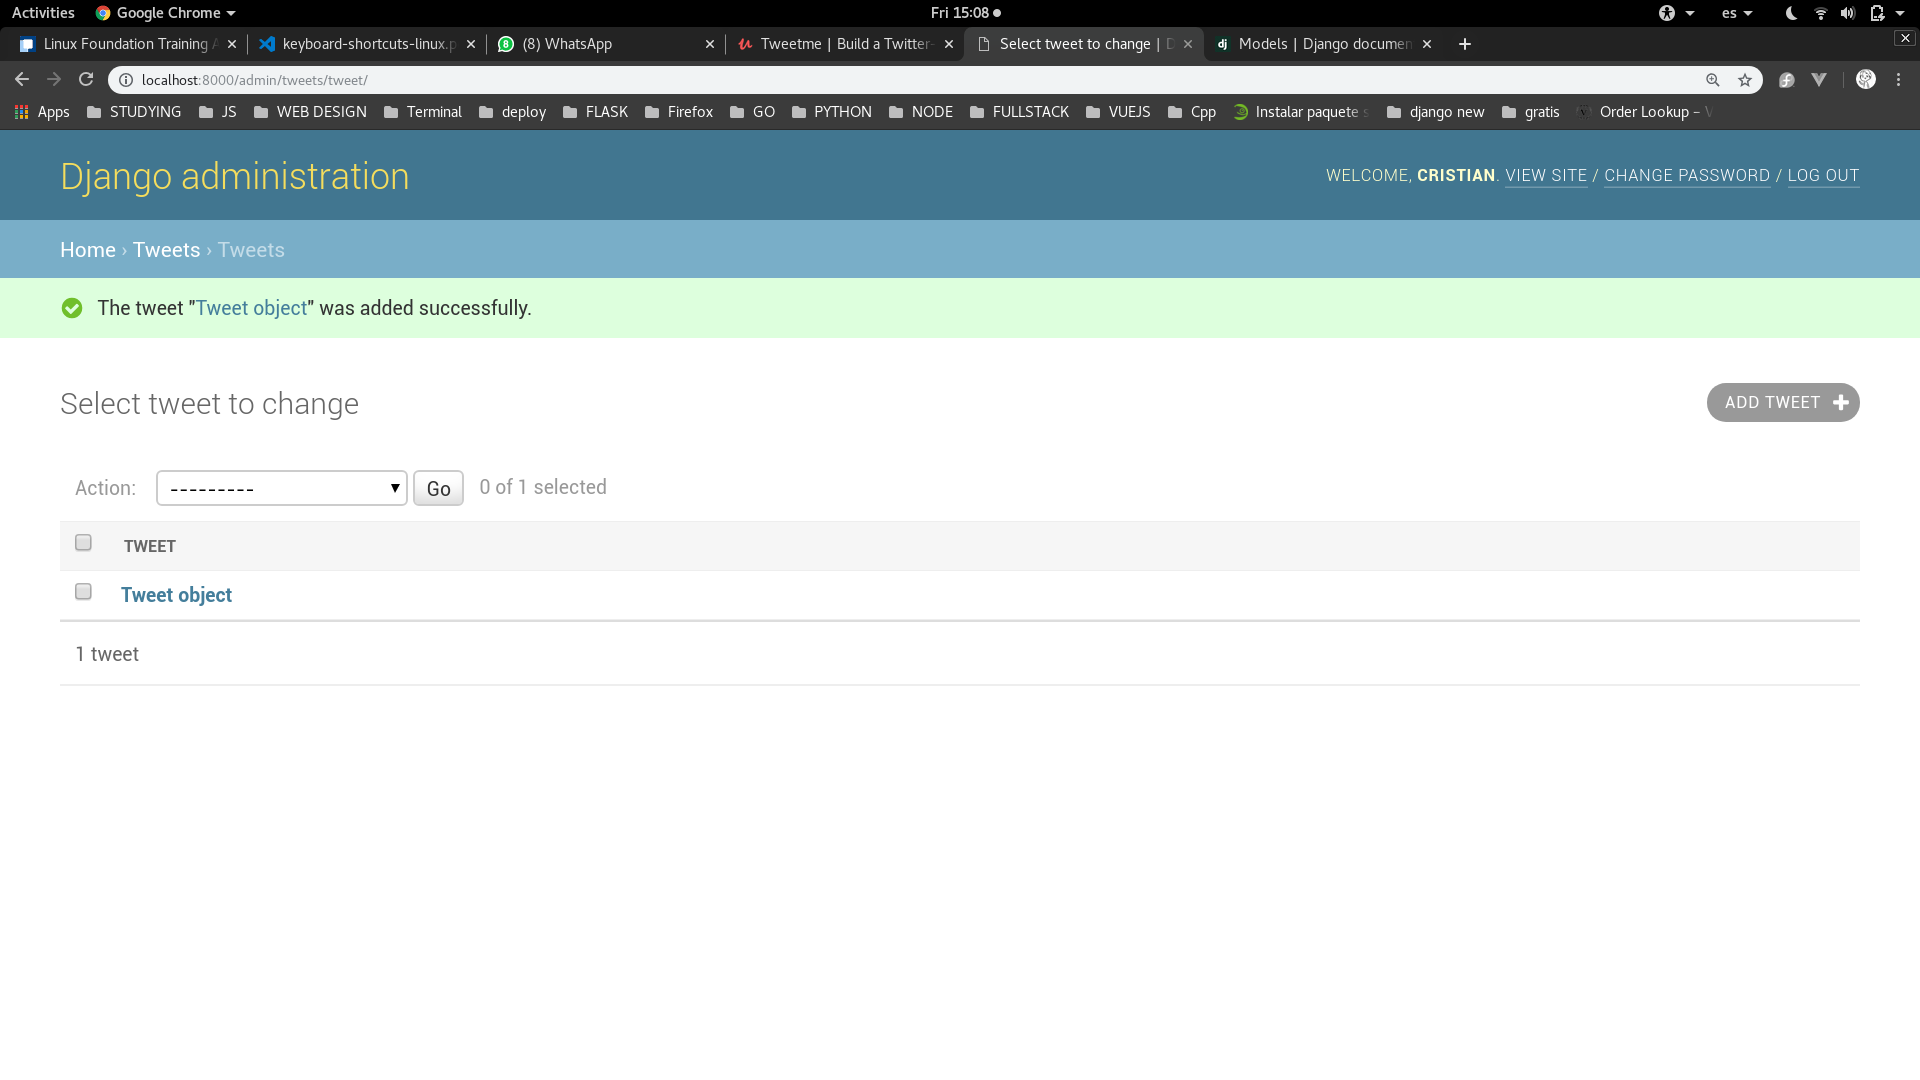 Activities Google Chrome Fri 15:08 es
Linux Foundation Training keyboard-shortcuts-linux.p (8) WhatsApp Tweetme | Build a Twitter- Select tweet to change | dj Models | Django documen
localhost:8000/admin/tweets/tweet/
Apps STUDYING JS WEB DESIGN Terminal deploy FLASK Firefox GO PYTHON NODE FULLSTACK VUEJS Cpp Instalar paquete django new gratis Order Lookup –
Django administration
WELCOME, CRISTIAN. VIEW SITE / CHANGE PASSWORD / LOG OUT
Home › Tweets › Tweets
The tweet "Tweet object" was added successfully.
Select tweet to change
ADD TWEET
Action: --------- Go 0 of 1 selected
TWEET
Tweet object
1 tweet